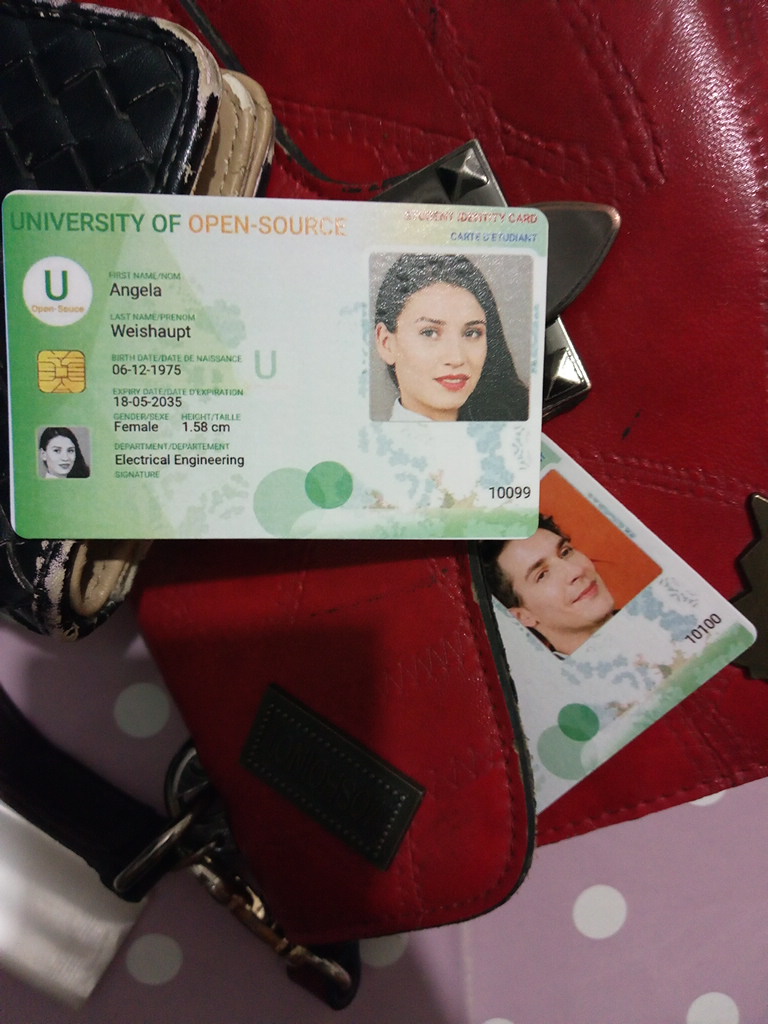 UNIVERSITY OF OPEN-SOURCE
STUDENT IDENTITY CARD
CARTE D'ETUDIANT
U
Open-Souce
FIRST NAME/NOM
Angela
LAST NAME/PRENOM
Weishaupt
BIRTH DATE/DATE DE NAISSANCE
06-12-1975
U
EXPIRY DATE/DATE D'EXPIRATION
18-05-2035
GENDER/SEXE HEIGHT/TAILLE
Female 1.58 cm
DEPARTMENT/DEPARTEMENT
Electrical Engineering
SIGNATURE
10099
10100